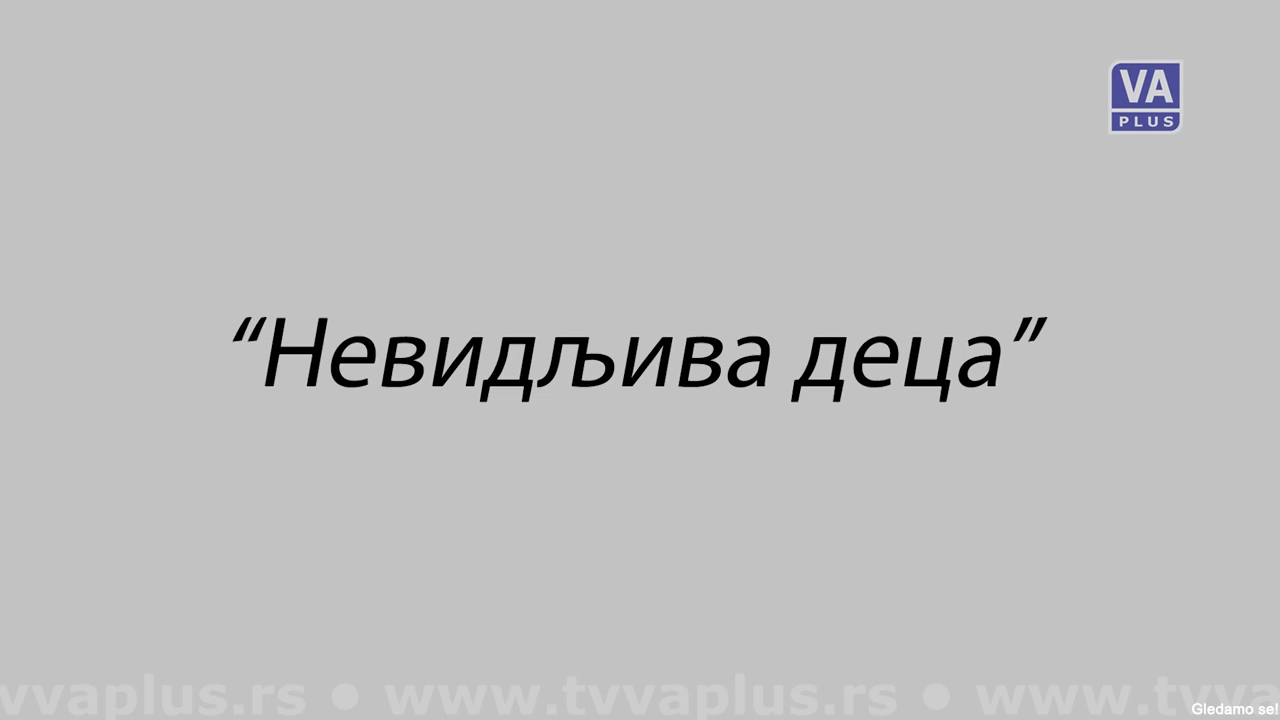 VA
PLUS
“Невидљива деца”
vvaplus.rs ● www.tvvaplus.rs ● www.tvva
Gledamo se!